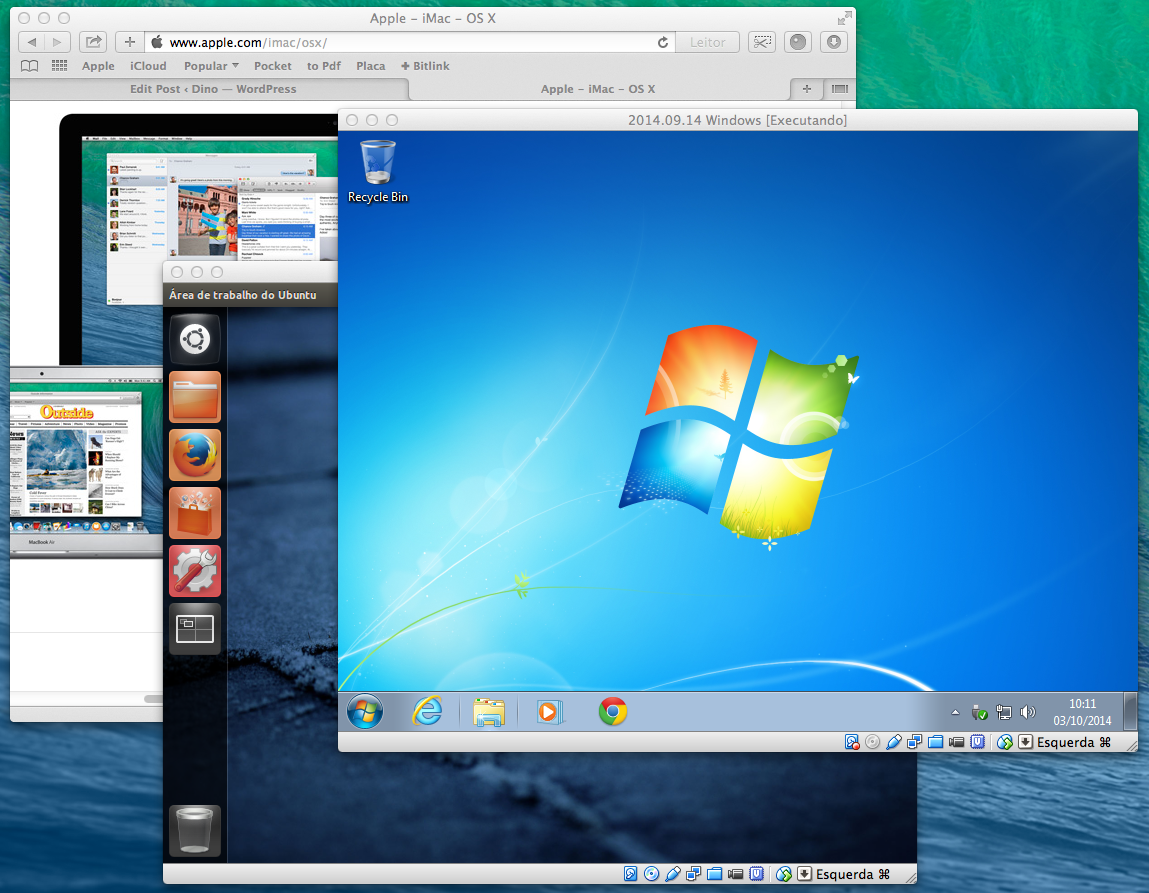 Apple – iMac – OS X
www.apple.com/imac/osx/
Leitor
Apple
iCloud
Popular
Pocket
to Pdf
Placa
+ Bitlink
Edit Post ‹ Dino — WordPress
Apple – iMac – OS X
2014.09.14 Windows [Executando]
Recycle Bin
Área de trabalho do Ubuntu
Outside
MacBook Air
10:11
03/10/2014
Esquerda ⌘
Esquerda ⌘